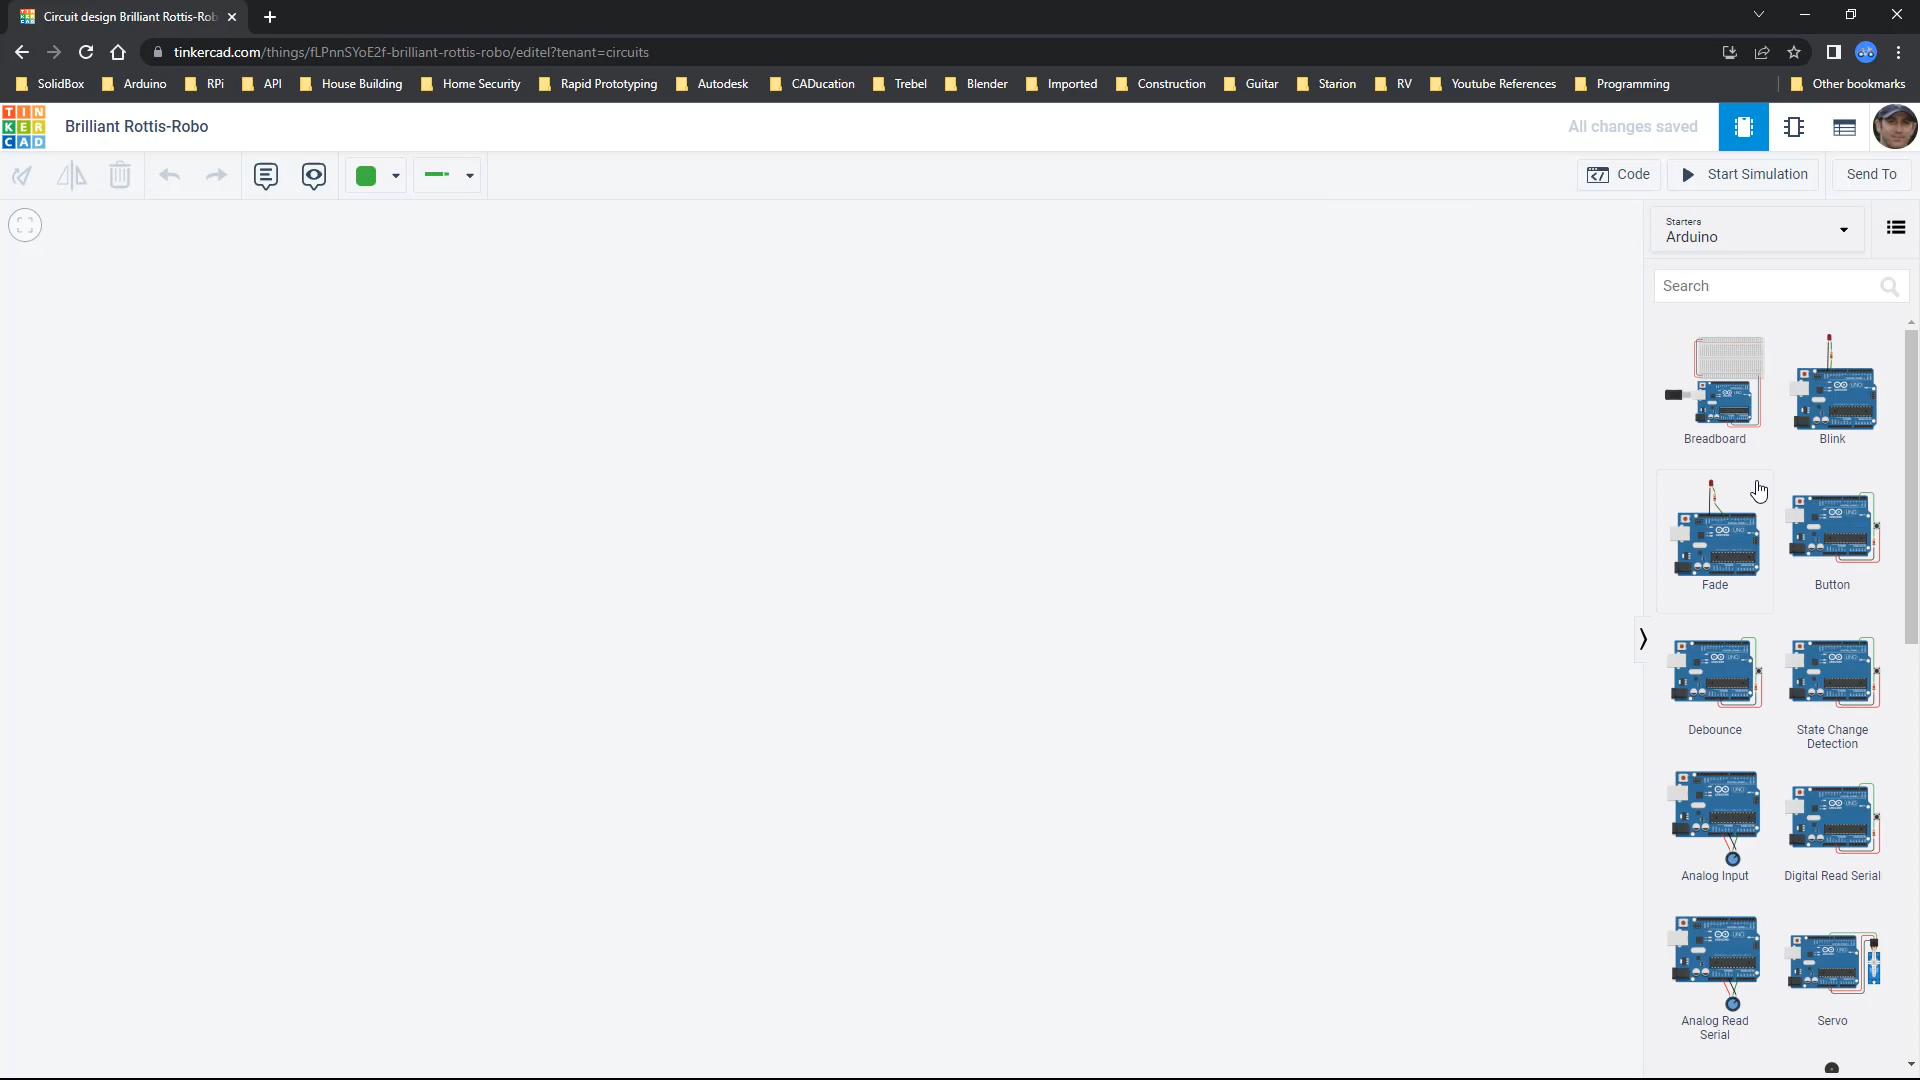 Circuit design Brilliant Rottis-Rob
tinkercad.com/things/fLPnnSYoE2f-brilliant-rottis-robo/editel?tenant=circuits
SolidBox Arduino RPi API House Building Home Security Rapid Prototyping Autodesk CADucation Trebel Blender Imported Construction Guitar Starion RV Youtube References Programming Other bookmarks
TIN
KER
CAD
Brilliant Rottis-Robo
All changes saved
Code
Start Simulation
Send To
Starters
Arduino
Search
Breadboard
Blink
Fade
Button
Debounce
State Change
Detection
Analog Input
Digital Read Serial
Analog Read
Serial
Servo